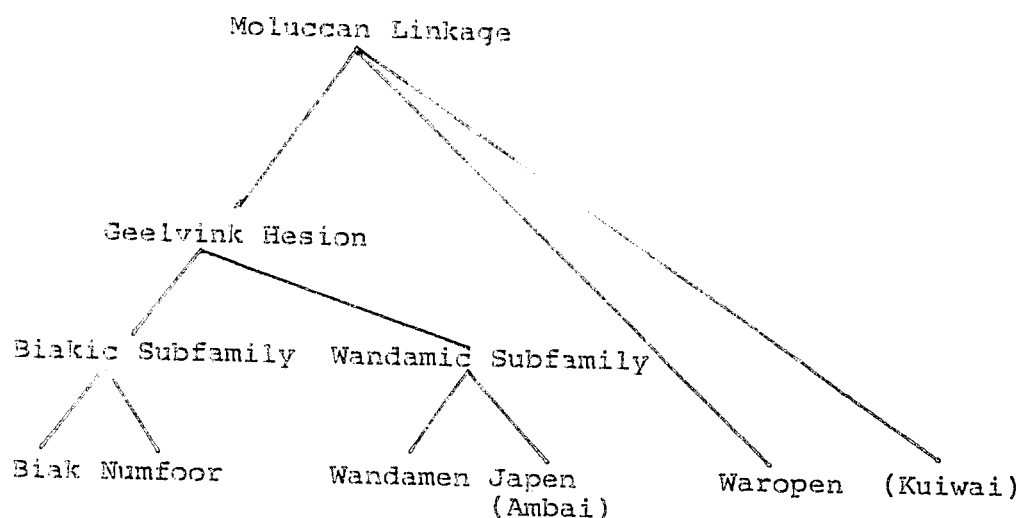 Moluccan Linkage
Geelvink Hesion
Biakic Subfamily Wandamic Subfamily
Biak Numfoor Wandamen Japen Waropen (Kuiwai)
(Ambai)